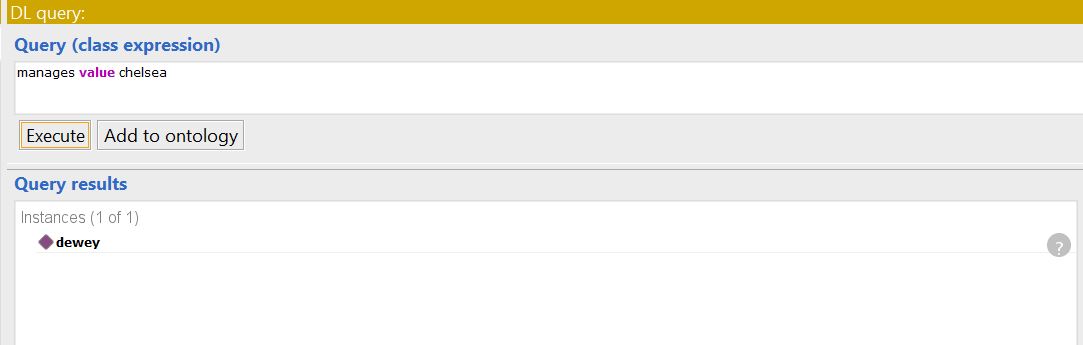 DL query:
Query (class expression)
manages value chelsea
Execute Add to ontology
Query results
Instances (1 of 1)
dewey
?